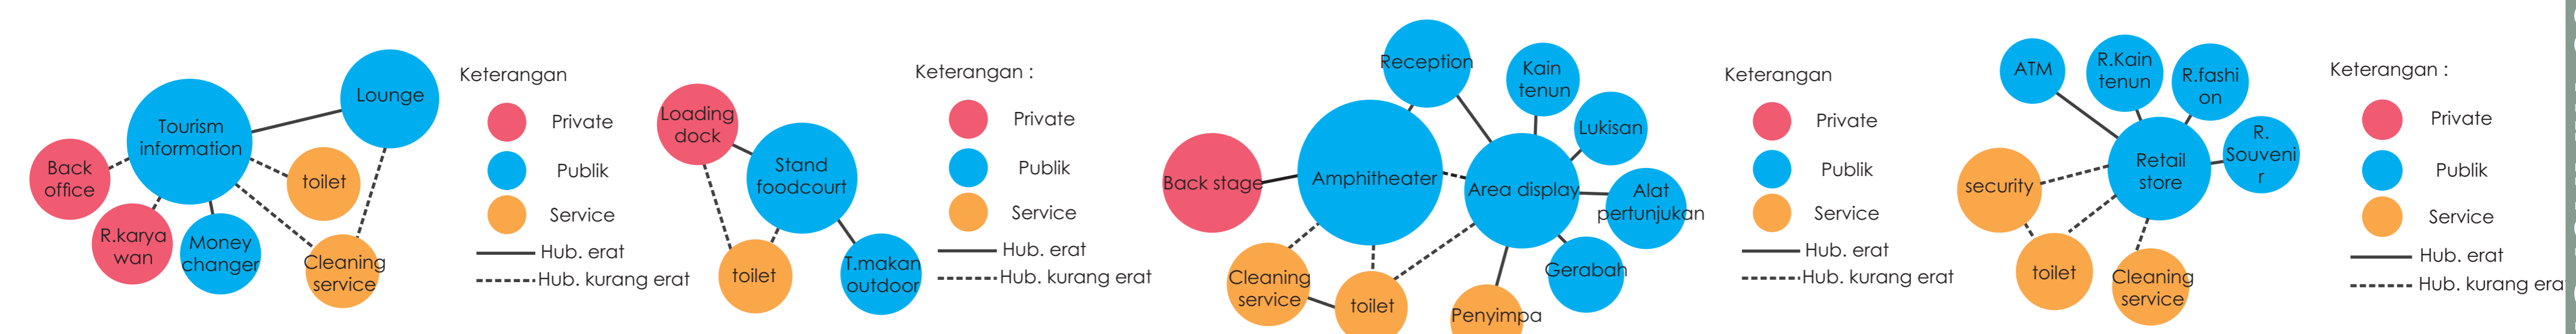 Lounge
Tourism
information
Back
office
toilet
R.karya
wan
Money
changer
Cleaning
service
Keterangan
Private
Publik
Service
Hub. erat
Hub. kurang erat
Loading
dock
Stand
foodcourt
toilet
T.makan
outdoor
Keterangan :
Private
Publik
Service
Hub. erat
Hub. kurang erat
Reception
Kain
tenun
Lukisan
Back stage
Amphitheater
Area display
Alat
pertunjukan
Gerabah
Cleaning
service
toilet
Penyimpa
Keterangan
Private
Publik
Service
Hub. erat
Hub. kurang erat
ATM
R.Kain
tenun
R.fashi
on
R.
Souveni
r
Retail
store
security
toilet
Cleaning
service
Keterangan :
Private
Publik
Service
Hub. erat
Hub. kurang era